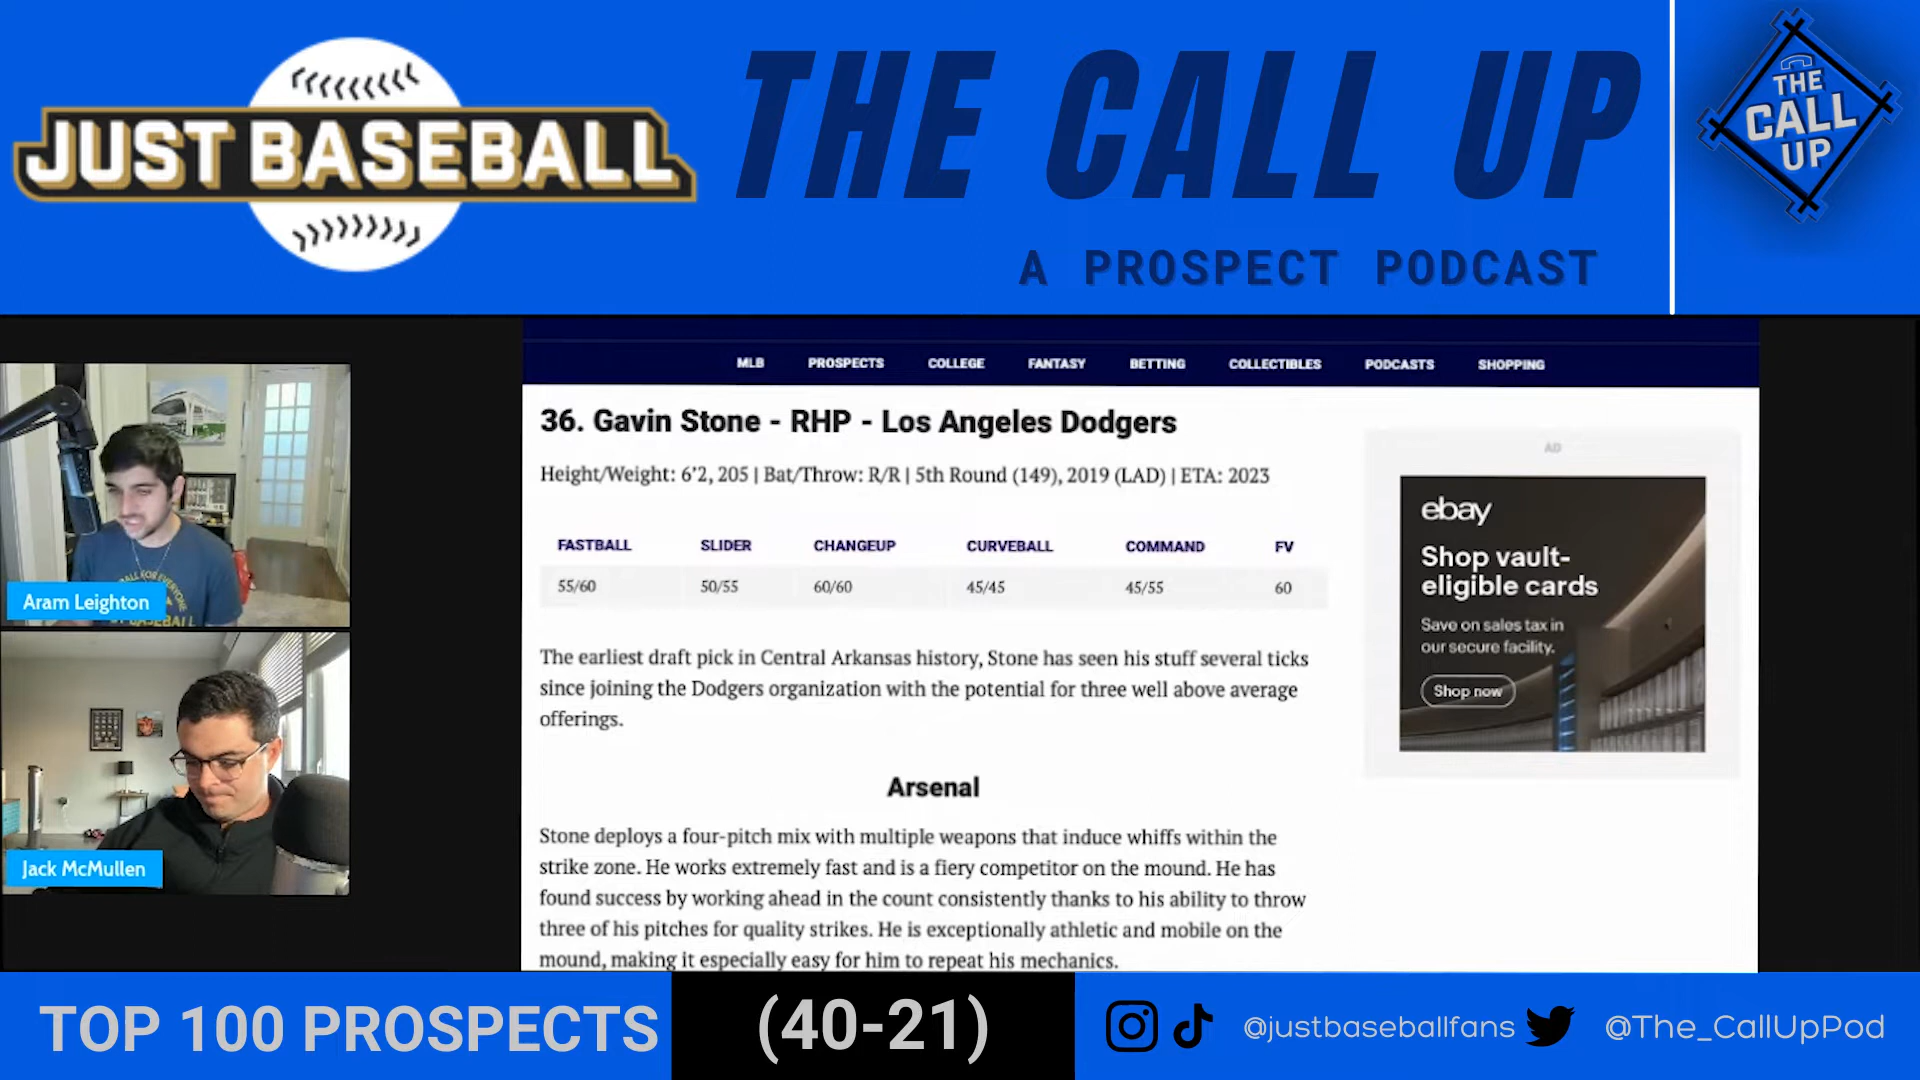 JUST BASEBALL
THE CALL UP
A PROSPECT PODCAST
THE
CALL
UP
MLB PROSPECTS COLLEGE FANTASY BETTING COLLECTIBLES PODCASTS SHOPPING
36. Gavin Stone - RHP - Los Angeles Dodgers
Height/Weight: 6'2, 205 | Bat/Throw: R/R | 5th Round (149), 2019 (LAD) | ETA: 2023
FASTBALL SLIDER CHANGEUP CURVEBALL COMMAND FV
55/60 50/55 60/60 45/45 45/55 60
The earliest draft pick in Central Arkansas history, Stone has seen his stuff several ticks
since joining the Dodgers organization with the potential for three well above average
offerings.
Arsenal
Stone deploys a four-pitch mix with multiple weapons that induce whiffs within the
strike zone. He works extremely fast and is a fiery competitor on the mound. He has
found success by working ahead in the count consistently thanks to his ability to throw
three of his pitches for quality strikes. He is exceptionally athletic and mobile on the
mound, making it especially easy for him to repeat his mechanics.
AD
ebay
Shop vault-
eligible cards
Save on sales tax in
our secure facility.
Shop now
BALL FOR EVERYONE
BASEBALL
Aram Leighton
Jack McMullen
TOP 100 PROSPECTS
(40-21)
@justbaseballfans
@The_CallUpPod